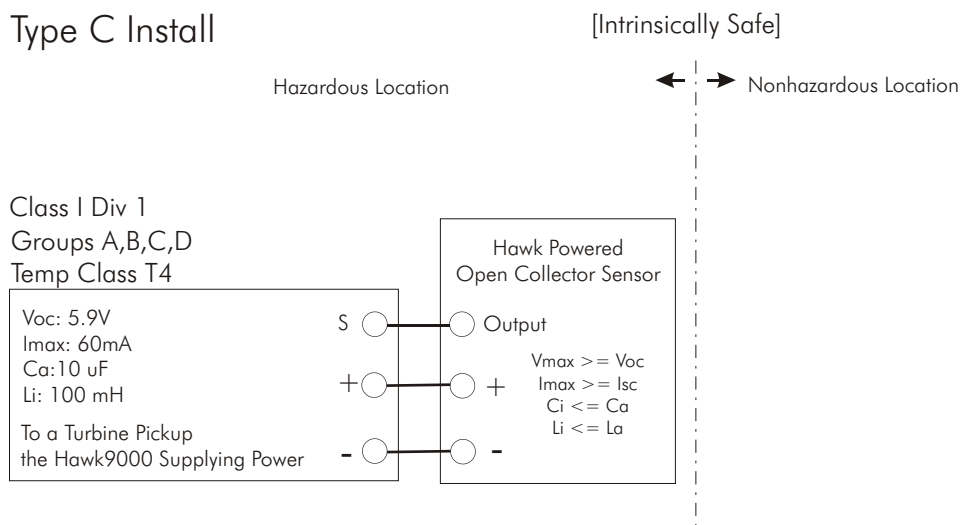 Type C Install
[Intrinsically Safe]
Hazardous Location
Nonhazardous Location
Class I Div 1
Groups A,B,C,D
Temp Class T4
Voc: 5.9V
Imax: 60mA
Ca:10 uF
Li: 100 mH
To a Turbine Pickup
the Hawk9000 Supplying Power
S
+
-
Hawk Powered
Open Collector Sensor
Output
+
-
Vmax >= Voc
Imax >= Isc
Ci <= Ca
Li <= La